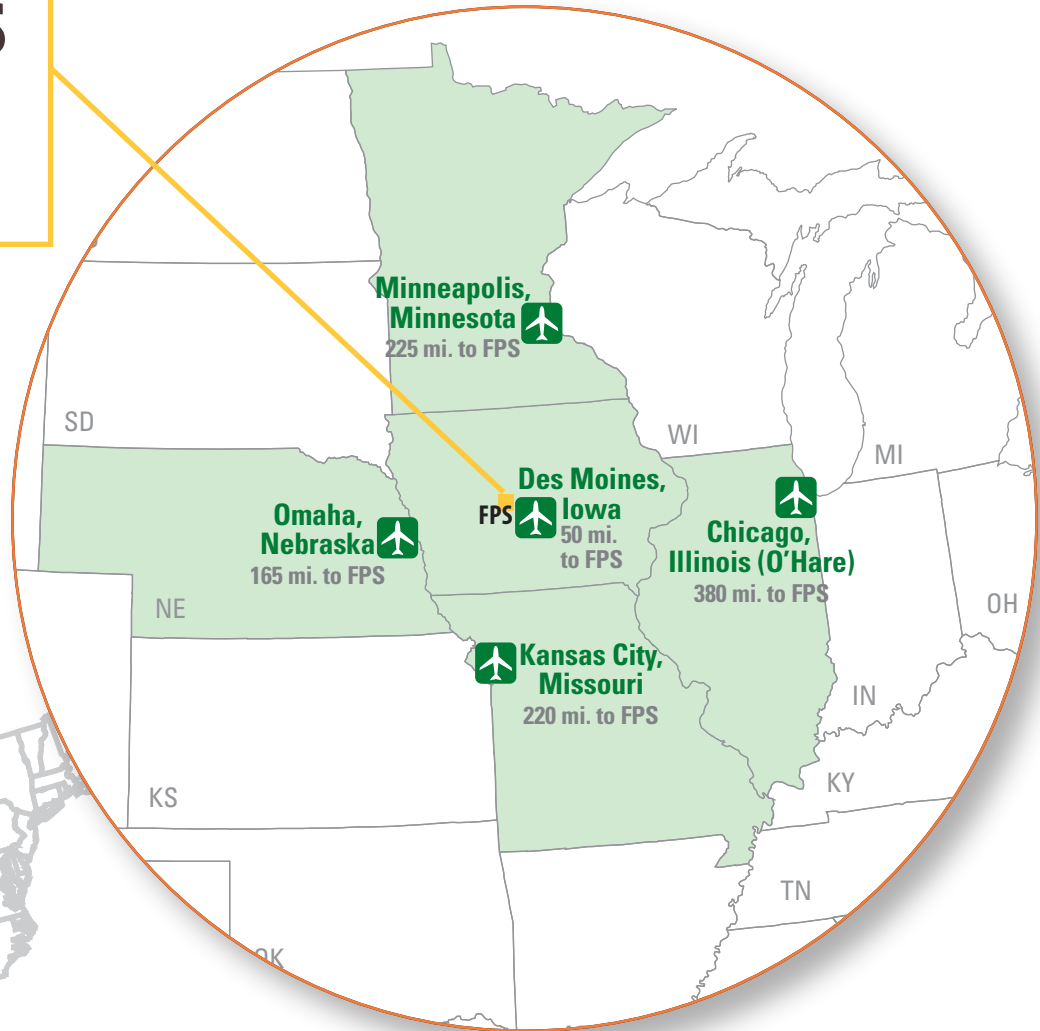 Minneapolis,
Minnesota
225 mi. to FPS
SD
WI
MI
Des Moines,
Iowa
50 mi.
to FPS
FPS
Omaha,
Nebraska
165 mi. to FPS
Chicago,
Illinois (O'Hare)
380 mi. to FPS
NE
OH
Kansas City,
Missouri
220 mi. to FPS
IN
KS
KY
TN
OK